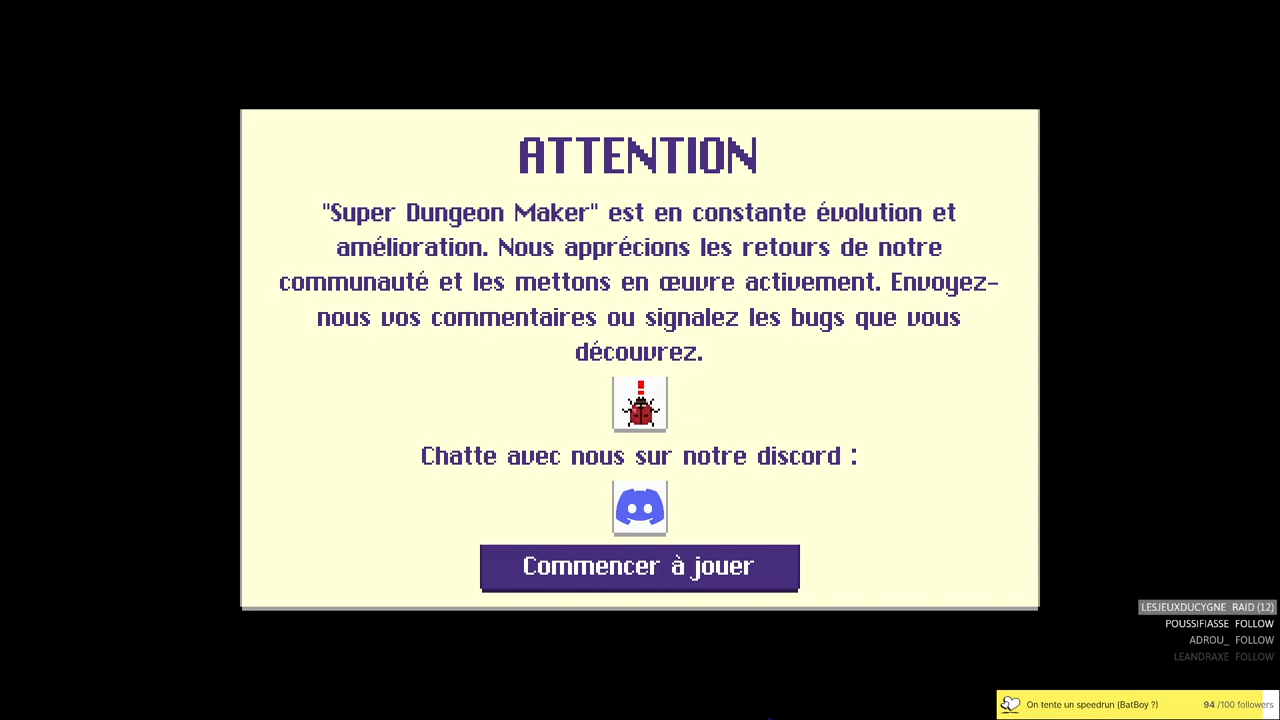 ATTENTION
"Super Dungeon Maker" est en constante évolution et
amélioration. Nous apprécions les retours de notre
communauté et les mettons en œuvre activement. Envoyez-
nous vos commentaires ou signalez les bugs que vous
découvrez.
Chatte avec nous sur notre discord :
Commencer à jouer
LESJEUXDUCYGNE RAID (12)
POUSSIFIASSE FOLLOW
ADROU_ FOLLOW
LEANDRAXE FOLLOW
On tente un speedrun (BatBoy ?) 94 /100 followers